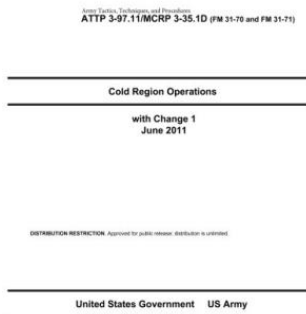 Army Tactics, Techniques, and Procedures
ATTP 3-97.11/MCRP 3-35.1D (FM 31-70 and FM 31-71)
Cold Region Operations
with Change 1
June 2011
DISTRIBUTION RESTRICTION: Approved for public release; distribution is unlimited.
United States Government US Army